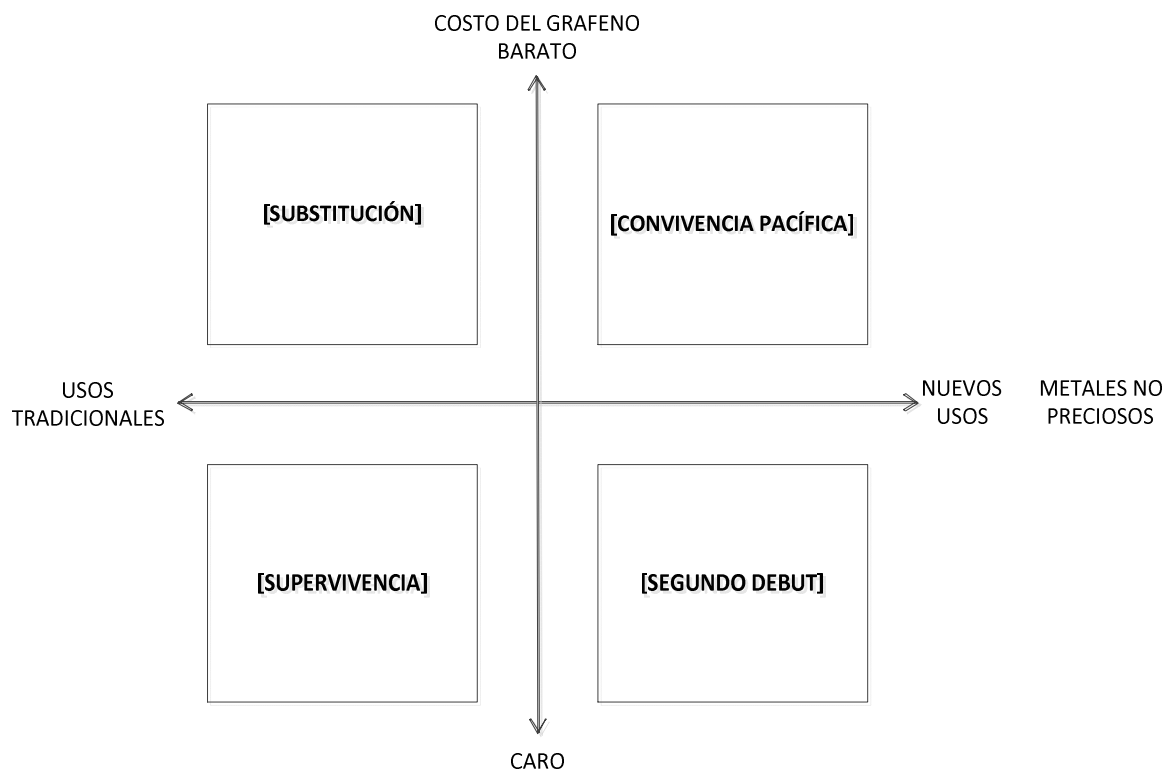 COSTO DEL GRAFENO
BARATO
[SUBSTITUCIÓN]
[CONVIVENCIA PACÍFICA]
USOS
TRADICIONALES
NUEVOS
USOS
METALES NO
PRECIOSOS
[SUPERVIVENCIA]
[SEGUNDO DEBUT]
CARO